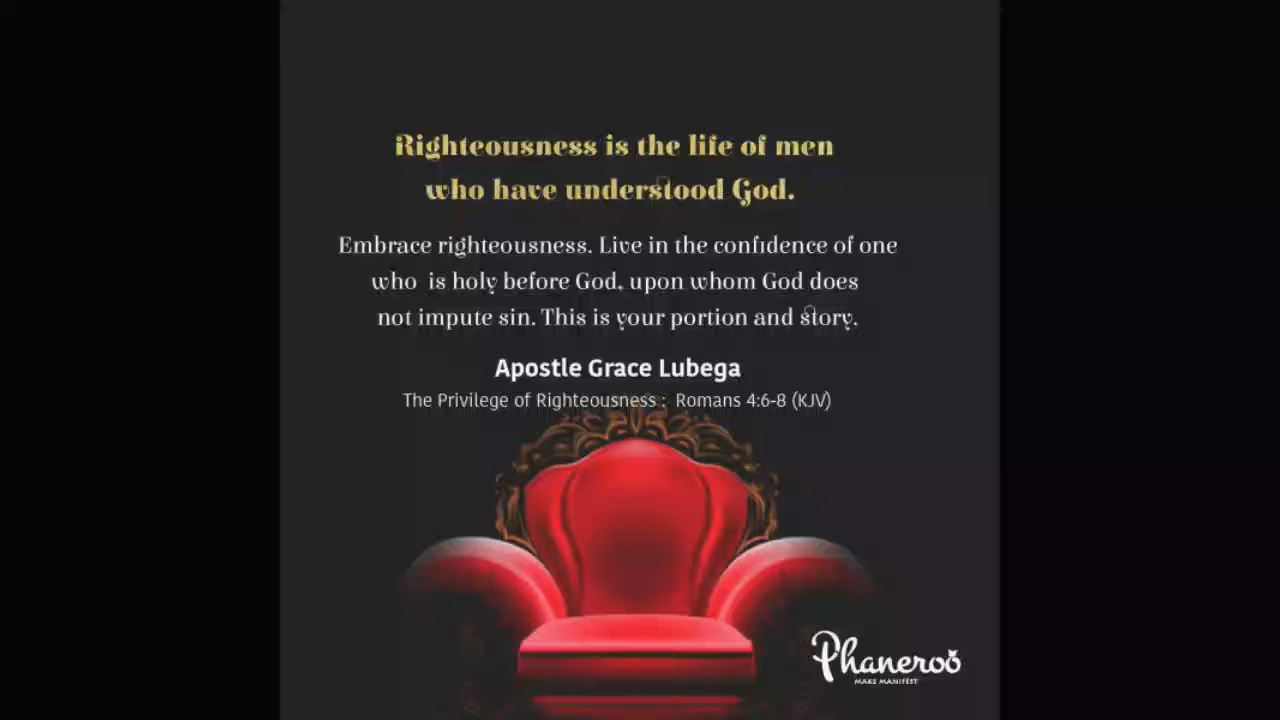 Righteousness is the life of men
who have understood God.
Embrace righteousness. Live in the confidence of one
who is holy before God, upon whom God does
not impute sin. This is your portion and story.
Apostle Grace Lubega
The Privilege of Righteousness : Romans 4:6-8 (KJV)
Phaneroo
MAKE MANIFEST